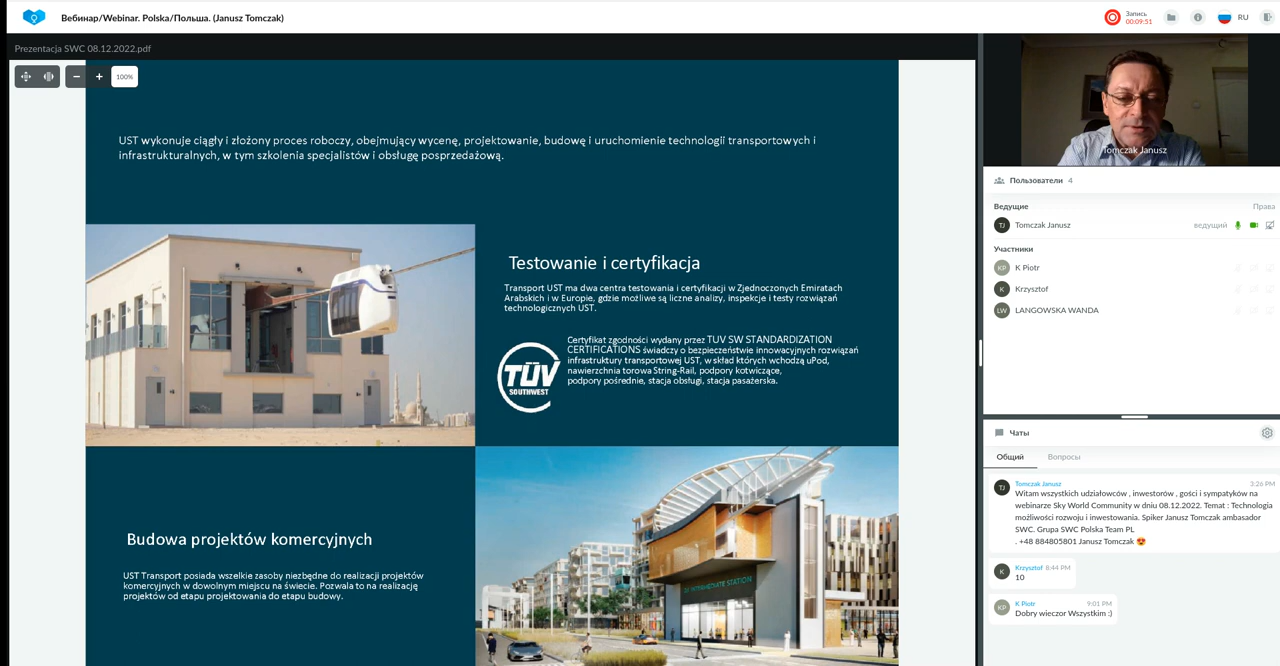 Вебинар/Webinar. Polska/Польша. (Janusz Tomczak)
Запись
00:09:51
RU
Prezentacja SWC 08.12.2022.pdf
100%
UST wykonuje ciągły i złożony proces roboczy, obejmujący wycenę, projektowanie, budowę i uruchomienie technologii transportowych i
infrastrukturalnych, w tym szkolenia specjalistów i obsługę posprzedażową.
Testowanie i certyfikacja
Transport UST ma dwa centra testowania i certyfikacji w Zjednoczonych Emiratach
Arabskich i w Europie, gdzie możliwe są liczne analizy, inspekcje i testy rozwiązań
technologicznych UST.
TÜV
SOUTHWEST
Certyfikat zgodności wydany przez TUV SW STANDARDIZATION
CERTIFICATIONS świadczy o bezpieczeństwie innowacyjnych rozwiązań
infrastruktury transportowej UST, w skład których wchodzą uPod,
nawierzchnia torowa String-Rail, podpory kotwiczące,
podpory pośrednie, stacja obsługi, stacja pasażerska.
Budowa projektów komercyjnych
UST Transport posiada wszelkie zasoby niezbędne do realizacji projektów
komercyjnych w dowolnym miejscu na świecie. Pozwala to na realizację
projektów od etapu projektowania do etapu budowy.
INTERMEDIATE STATION
Tomczak Janusz
Пользователи 4
Ведущие Права
TJ Tomczak Janusz ведущий
Участники
KP K Piotr
K Krzysztof
LW LANGOWSKA WANDA
Чаты
Общий Вопросы
TJ Tomczak Janusz 3:26 PM
Witam wszystkich udziałowców , inwestorów , gości i sympatyków na
webinarze Sky World Community w dniu 08.12.2022. Temat : Technologia
możliwości rozwoju i inwestowania. Spiker Janusz Tomczak ambasador
SWC. Grupa SWC Polska Team PL
. +48 884805801 Janusz Tomczak 😍
K Krzysztof 8:44 PM
10
KP K Piotr 9:01 PM
Dobry wieczor Wszystkim :)